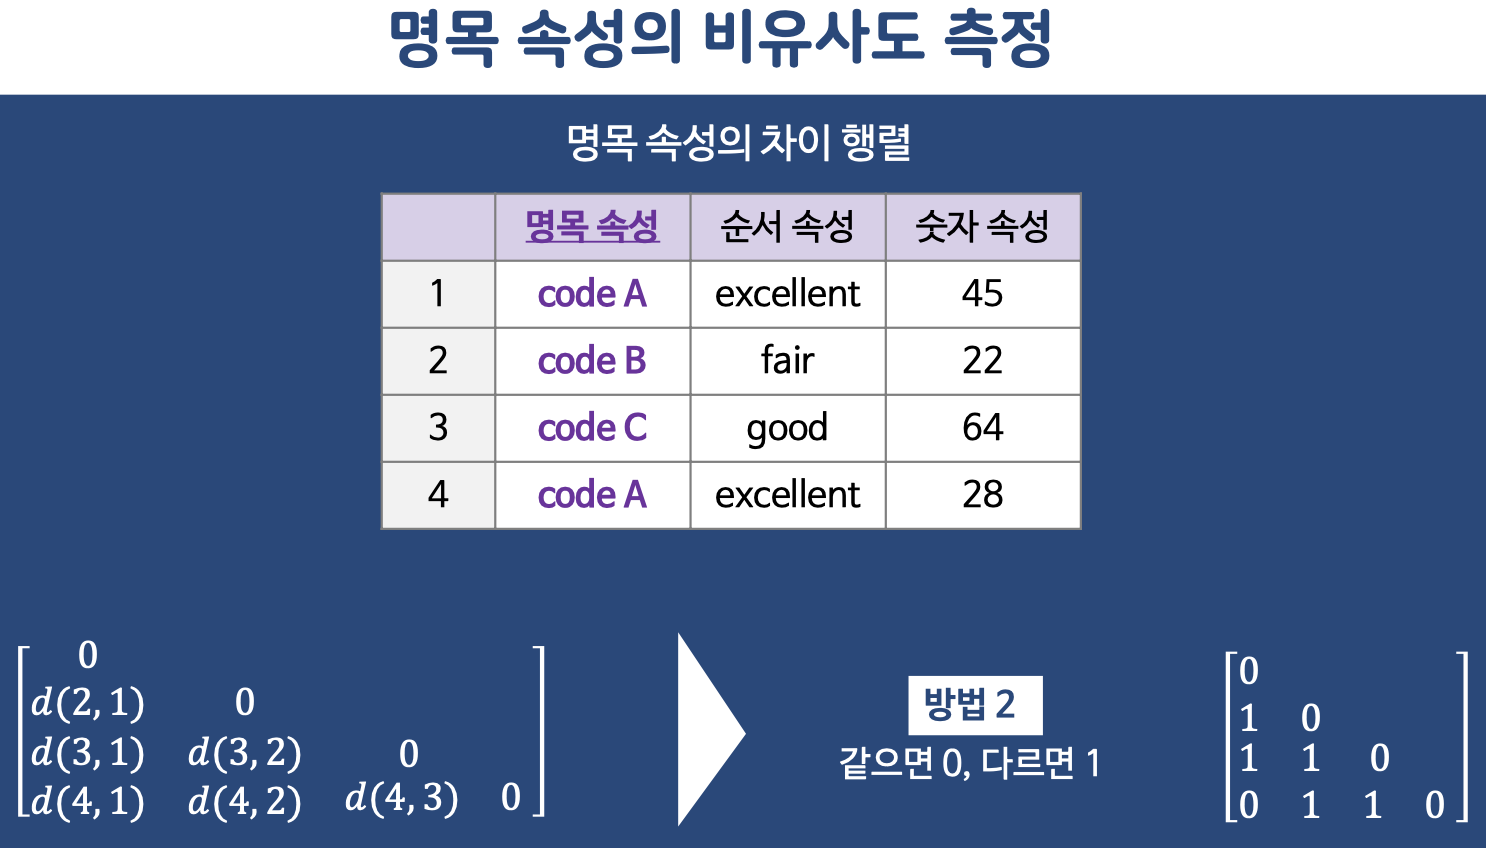 명목 속성의 비유사도 측정
명목 속성의 차이 행렬
명목 속성 순서 속성 숫자 속성
1 code A excellent 45
2 code B fair 22
3 code C good 64
4 code A excellent 28
0
d(2, 1) 0
d(3, 1) d(3, 2) 0
d(4, 1) d(4, 2) d(4, 3) 0
방법 2
같으면 0, 다르면 1
0
1 0
1 1 0
0 1 1 0